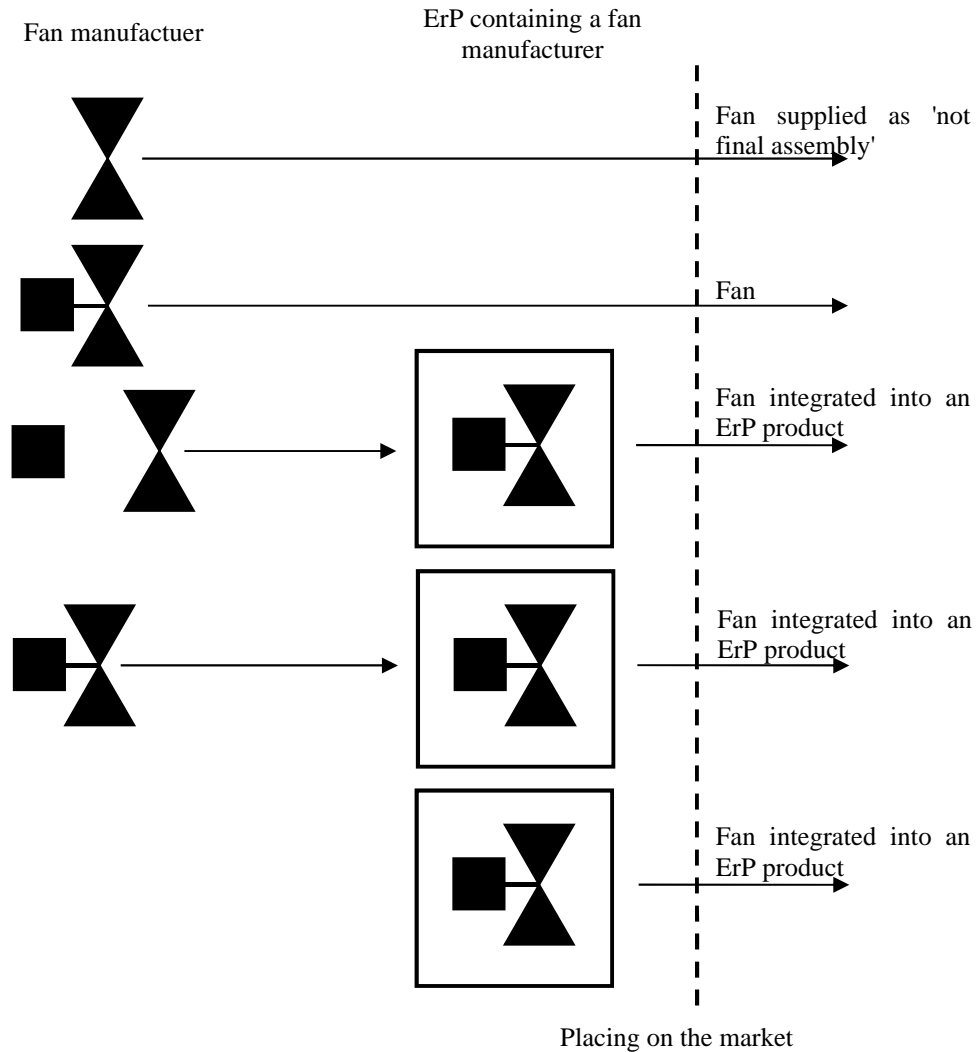 Fan manufactuer
ErP containing a fan
manufacturer
Fan supplied as 'not
final assembly'
Fan
Fan integrated into an
ErP product
Fan integrated into an
ErP product
Fan integrated into an
ErP product
Placing on the market